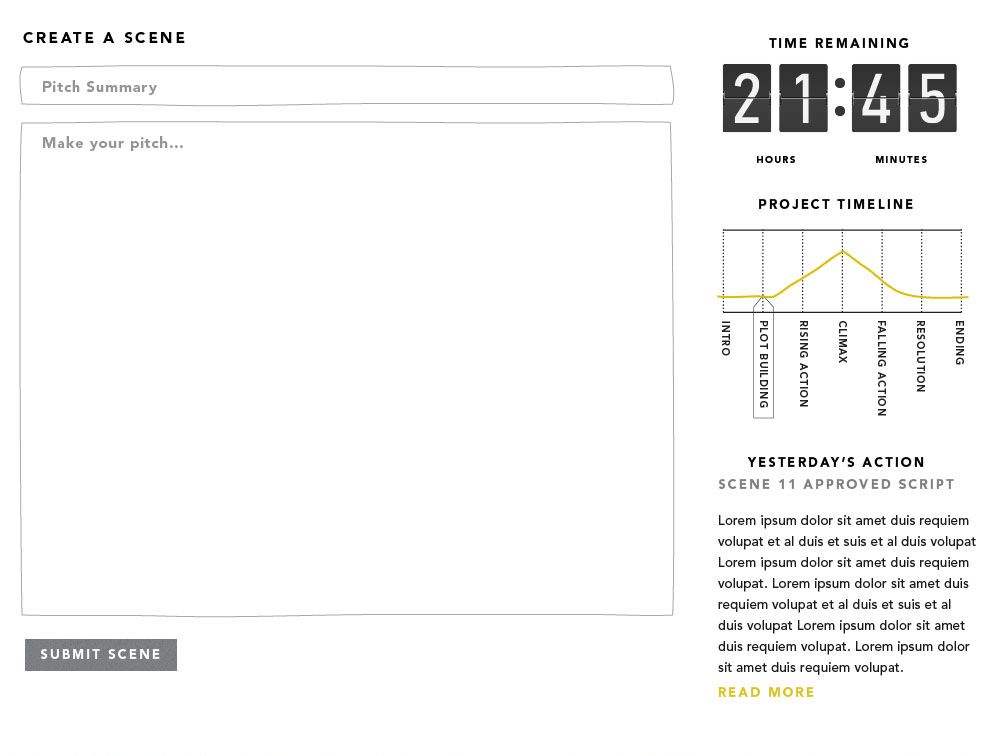 CREATE A SCENE
Pitch Summary
Make your pitch...
SUBMIT SCENE
TIME REMAINING
21:45
HOURS MINUTES
PROJECT TIMELINE
INTRO
PLOT BUILDING
RISING ACTION
CLIMAX
FALLING ACTION
RESOLUTION
ENDING
YESTERDAY'S ACTION
SCENE 11 APPROVED SCRIPT
Lorem ipsum dolor sit amet duis requiem
volupat et al duis et suis et al duis volupat
Lorem ipsum dolor sit amet duis requiem
volupat. Lorem ipsum dolor sit amet duis
requiem volupat et al duis et suis et al
duis volupat Lorem ipsum dolor sit amet
duis requiem volupat. Lorem ipsum dolor
sit amet duis requiem volupat.
READ MORE